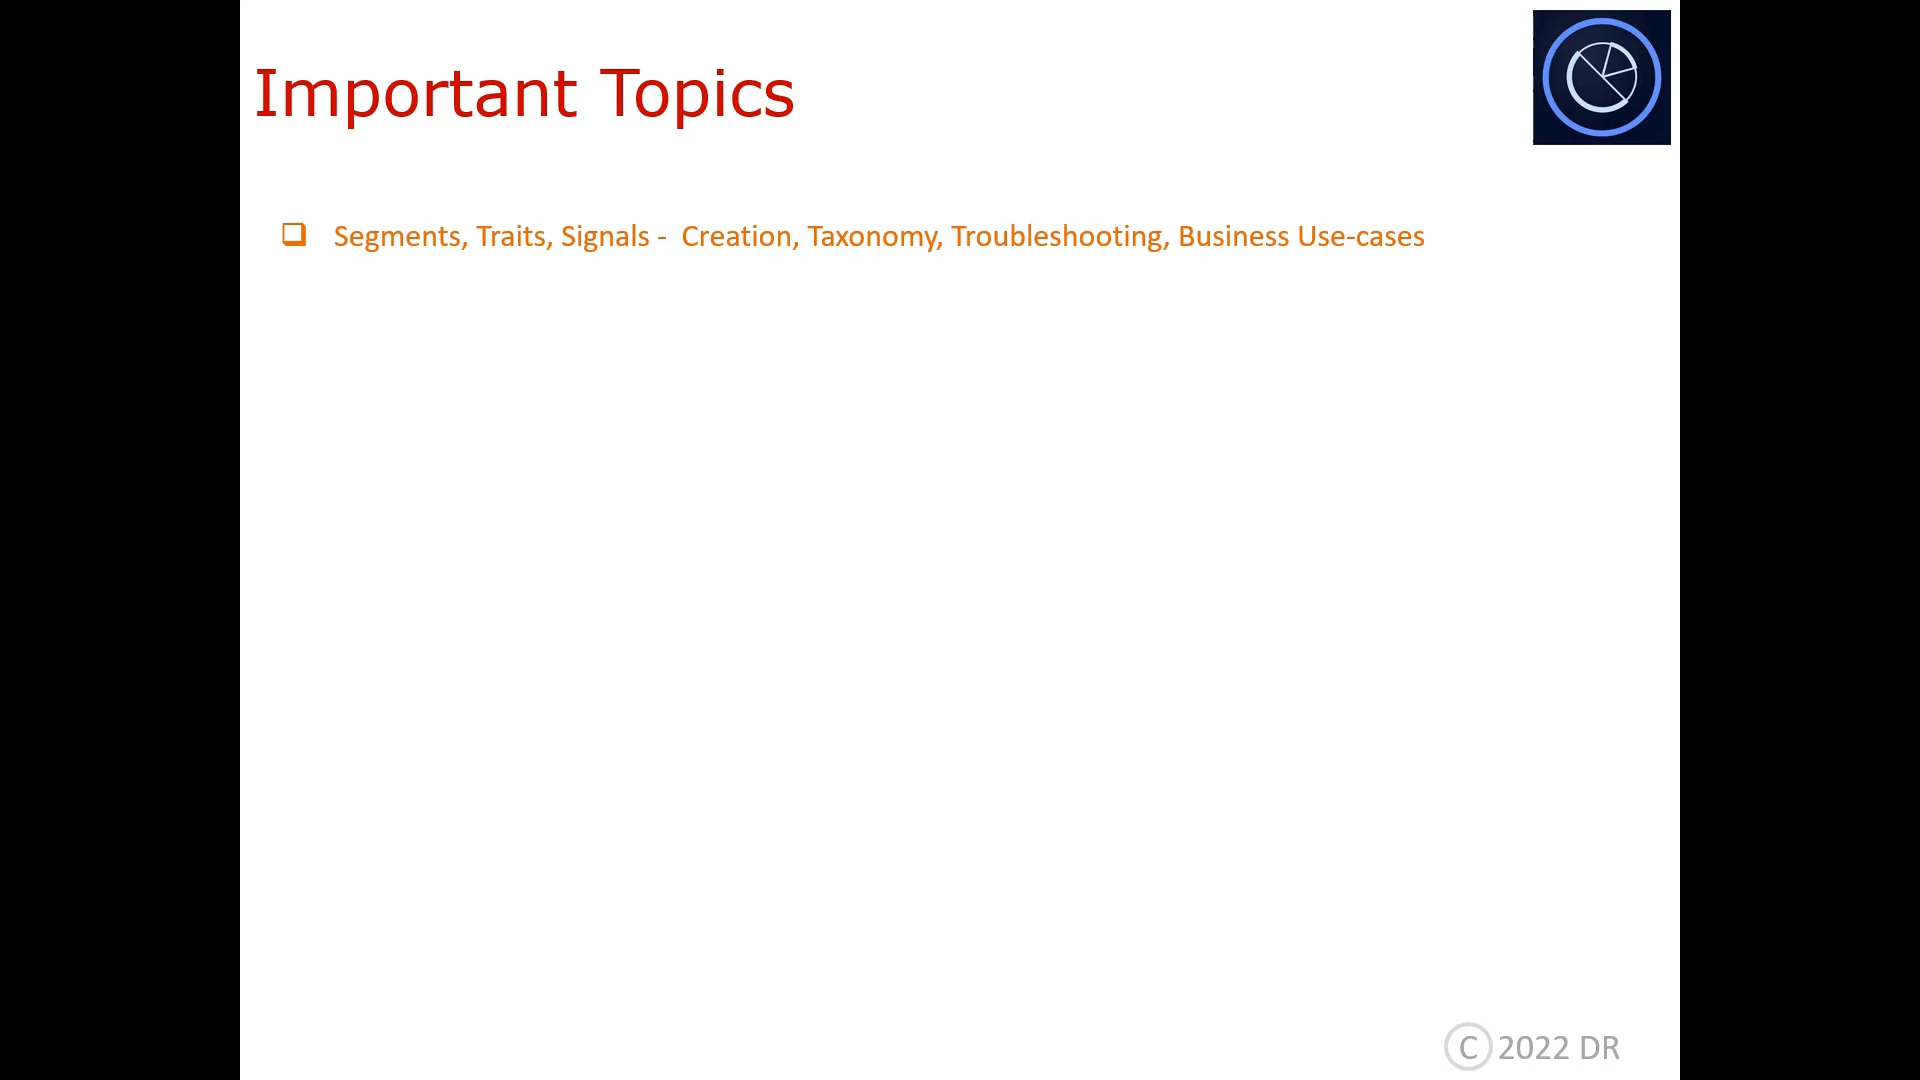 Important Topics
Segments, Traits, Signals -  Creation, Taxonomy, Troubleshooting, Business Use-cases
© 2022 DR